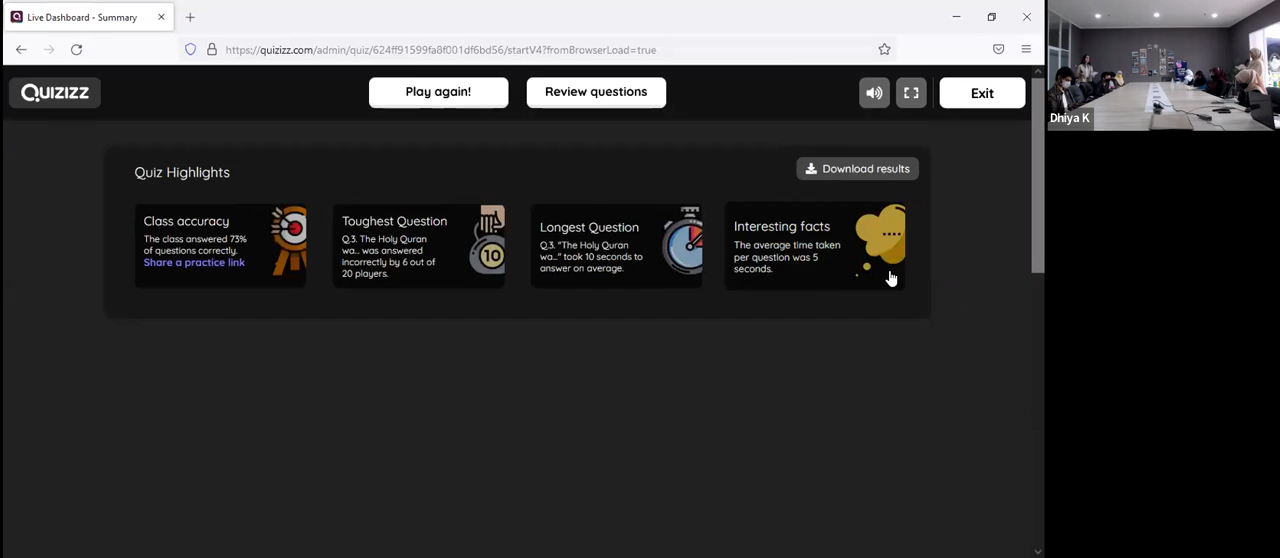 Live Dashboard - Summary
https://quizizz.com/admin/quiz/624ff91599fa8f001df6bd56/startV4?fromBrowserLoad=true
QUIZIZZ
Play again!
Review questions
Exit
Dhiya K
Quiz Highlights
Download results
Class accuracy
The class answered 73%
of questions correctly.
Share a practice link
Toughest Question
Q.3. The Holy Quran
wa... was answered
incorrectly by 6 out of
20 players.
10
Longest Question
Q.3. "The Holy Quran
wa..." took 10 seconds to
answer on average.
Interesting facts
The average time taken
per question was 5
seconds.